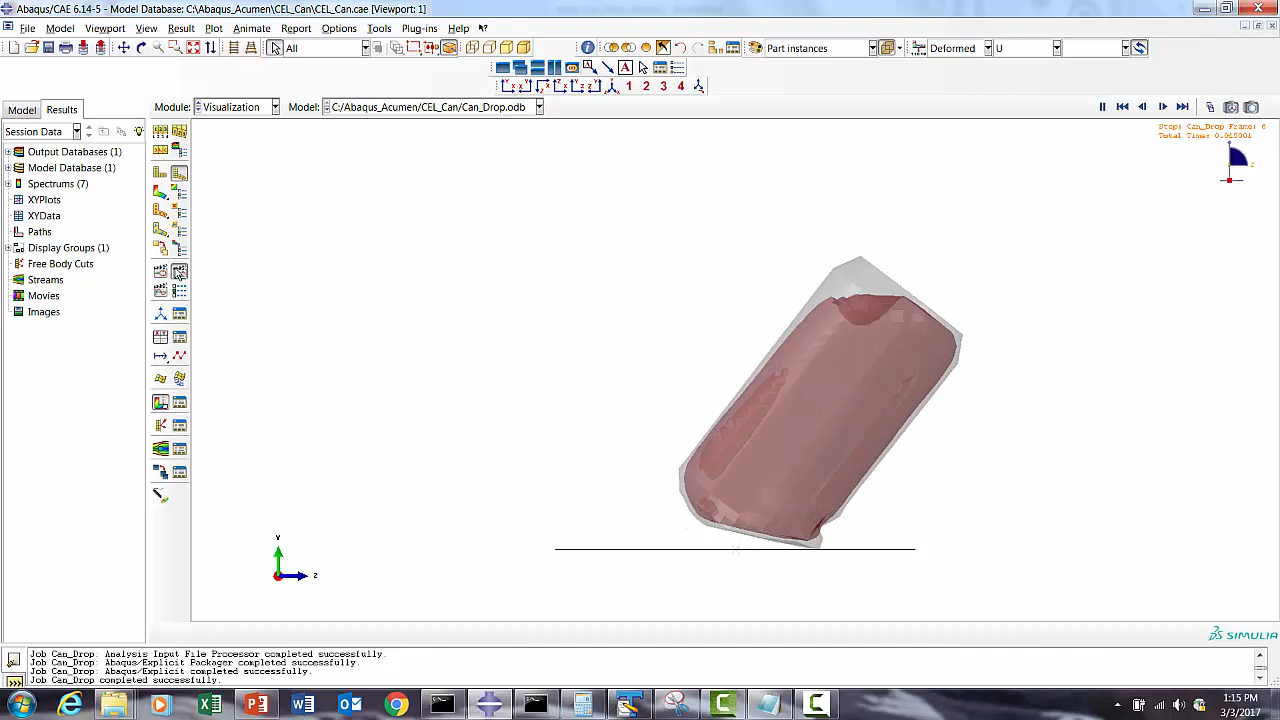 Abaqus/CAE 6.14-5 - Model Database: C:\Abaqus_Acumen\CEL_Can\CEL_Can.cae [Viewport: 1]
File Model Viewport View Result Plot Animate Report Options Tools Plug-ins Help
All Part instances Deformed U
1 2 3 4
Model Results Module: Visualization Model: C:/Abaqus_Acumen/CEL_Can/Can_Drop.odb
Session Data
Step: Can_Drop Frame: 6
Total Time: 0.015001
Output Databases (1)
Model Database (1)
Spectrums (7)
XYPlots
XYData
Paths
Display Groups (1)
Free Body Cuts
Streams
Movies
Images
Y
Z
SIMULIA
Job Can_Drop: Analysis Input File Processor completed successfully.
Job Can_Drop: Abaqus/Explicit Packager completed successfully.
Job Can_Drop: Abaqus/Explicit completed successfully.
Job Can_Drop completed successfully.
1:15 PM
3/3/2017